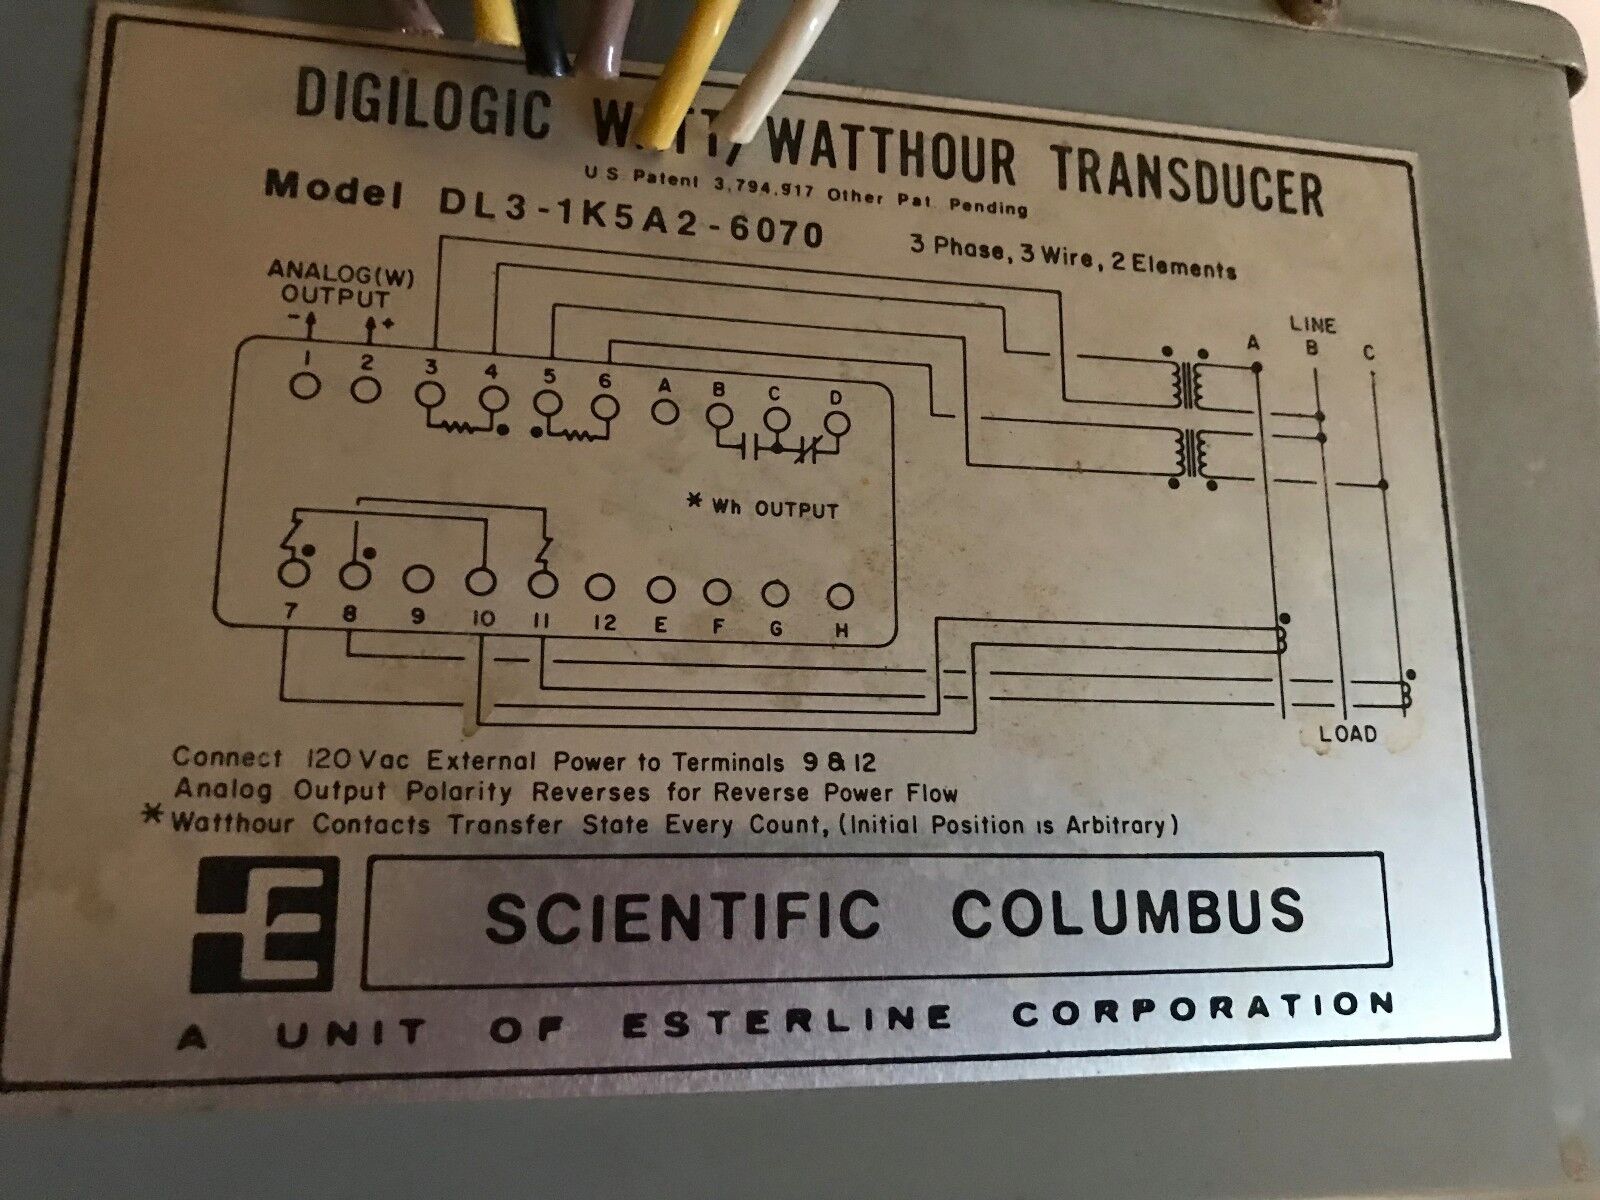 DIGILOGIC WATT/WATTHOUR TRANSDUCER
U S Patent 3,794,917 Other Pat. Pending
Model DL3-1K5A2-6070
3 Phase, 3 Wire, 2 Elements
ANALOG(W)
OUTPUT
- +
LINE
A B C
1 2 3 4 5 6 A B C D
* Wh OUTPUT
7 8 9 10 11 12 E F G H
LOAD
Connect 120 Vac External Power to Terminals 9 & 12
Analog Output Polarity Reverses for Reverse Power Flow
* Watthour Contacts Transfer State Every Count, (Initial Position is Arbitrary)
E
SCIENTIFIC COLUMBUS
A UNIT OF ESTERLINE CORPORATION